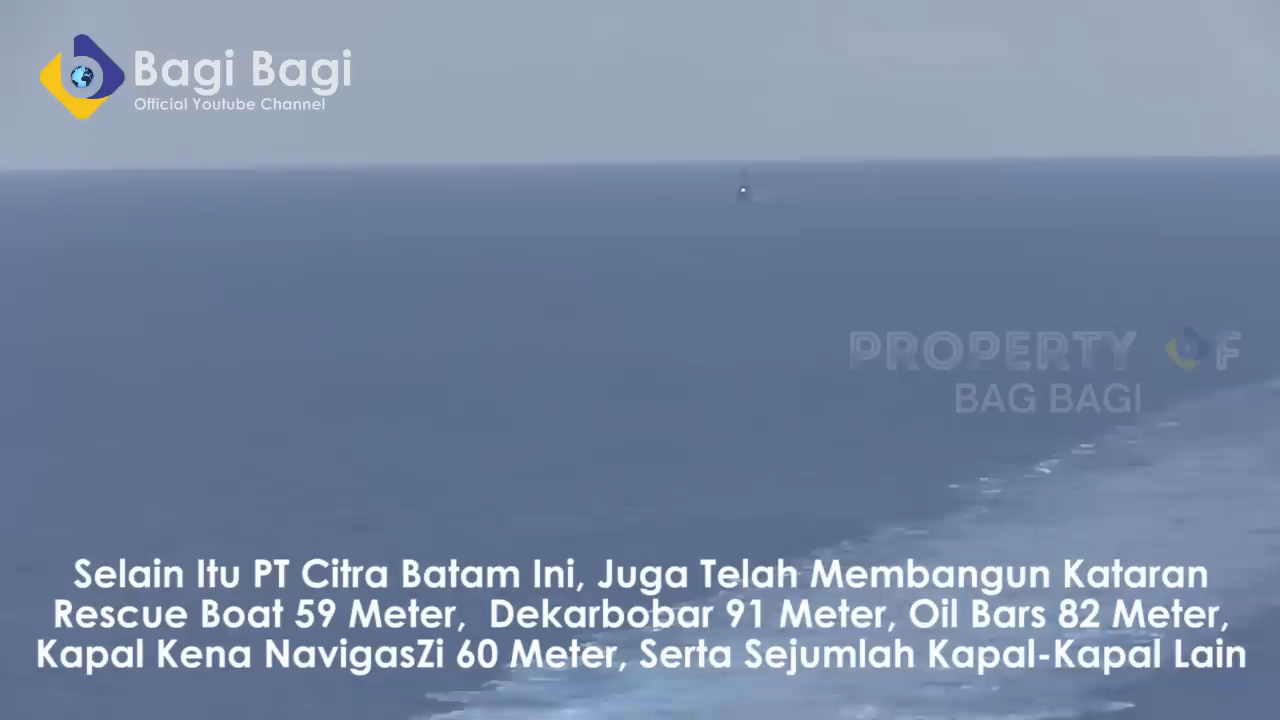 Bagi Bagi
Official Youtube Channel
PROPERTY OF
BAG BAGI
Selain Itu PT Citra Batam Ini, Juga Telah Membangun Kataran
Rescue Boat 59 Meter, Dekarbobar 91 Meter, Oil Bars 82 Meter,
Kapal Kena NavigasZi 60 Meter, Serta Sejumlah Kapal-Kapal Lain